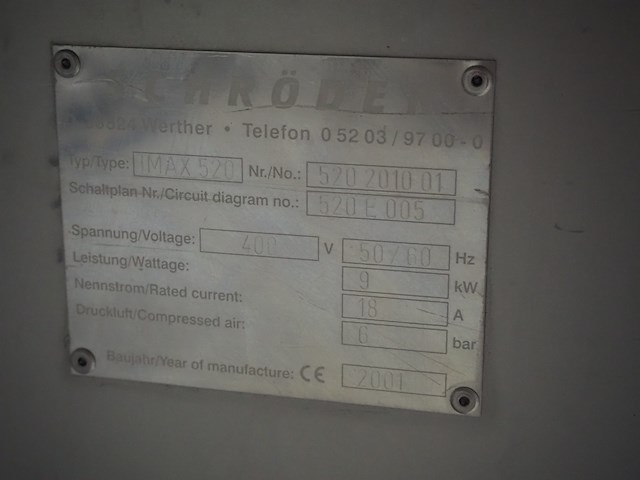 SCHRÖDER
Werther • Telefon 0 52 03 / 97 00 - 0
Typ/Type: IMAX 520 Nr./No.: 520 2010 01
Schaltplan Nr./Circuit diagram no.: 520 E 005
Spannung/Voltage: 400 V 50/60 Hz
Leistung/Wattage: 9 kW
Nennstrom/Rated current: 18 A
Druckluft/Compressed air: 6 bar
Baujahr/Year of manufacture: CE 2001